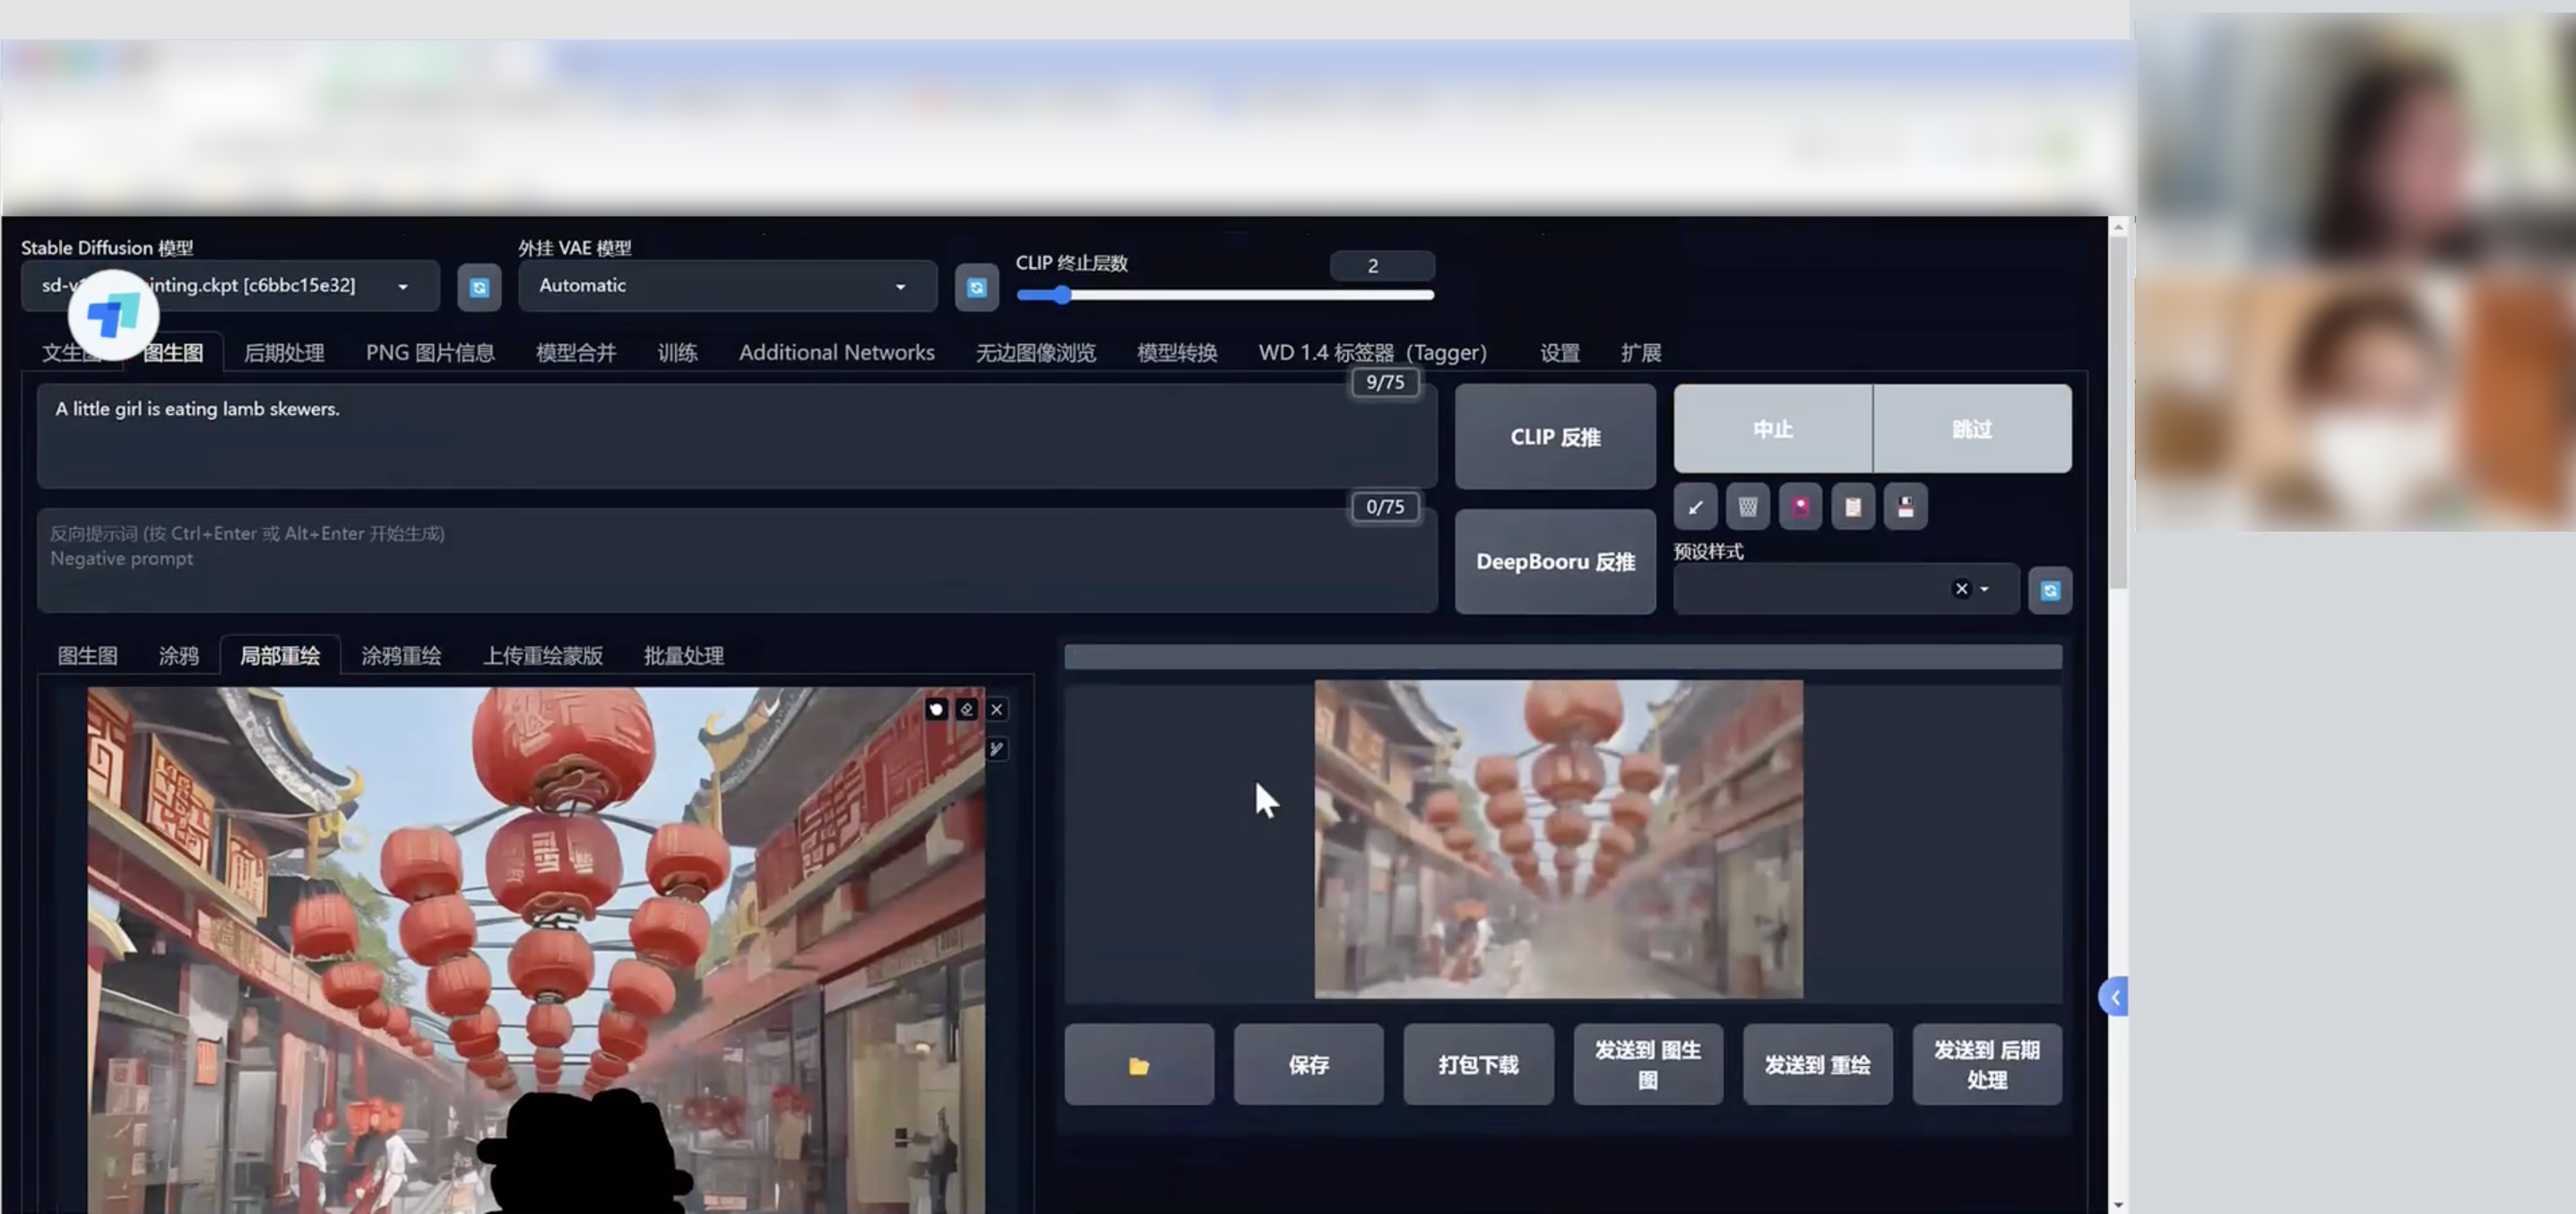 Stable Diffusion 模型
外挂 VAE 模型
CLIP 终止层数
2
sd-v inting.ckpt [c6bbc15e32]
Automatic
文生图
图生图
后期处理
PNG 图片信息
模型合并
训练
Additional Networks
无边图像浏览
模型转换
WD 1.4 标签器（Tagger）
设置
扩展
9/75
A little girl is eating lamb skewers.
CLIP 反推
中止
跳过
0/75
反向提示词 (按 Ctrl+Enter 或 Alt+Enter 开始生成)
Negative prompt
DeepBooru 反推
预设样式
图生图
涂鸦
局部重绘
涂鸦重绘
上传重绘蒙版
批量处理
保存
打包下载
发送到 图生
图
发送到 重绘
发送到 后期
处理